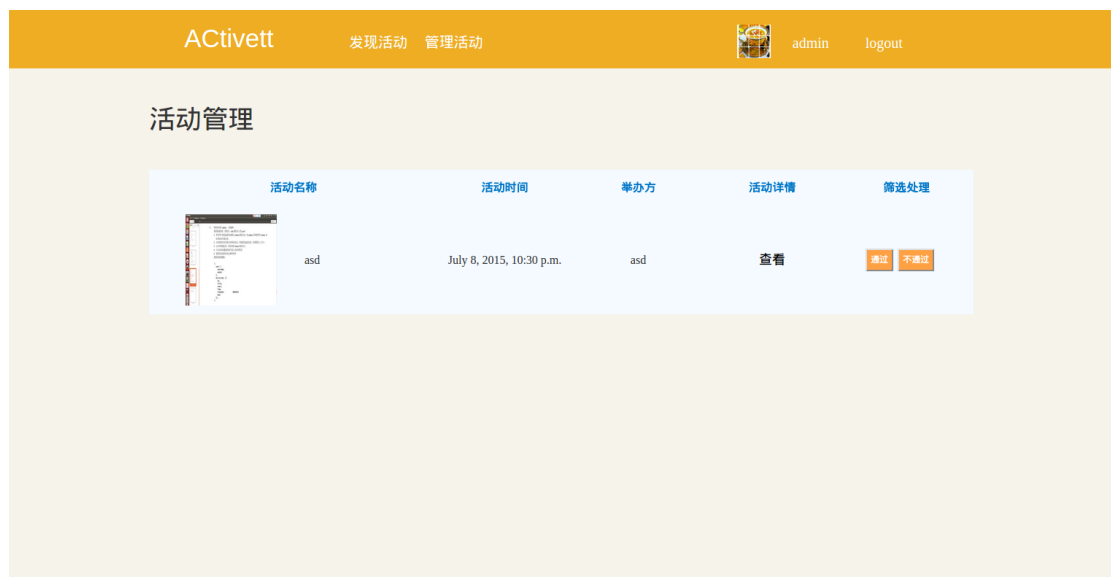 ACtivett 发现活动 管理活动 admin logout
活动管理
活动名称 活动时间 举办方 活动详情 筛选处理
asd July 8, 2015, 10:30 p.m. asd 查看 通过 不通过